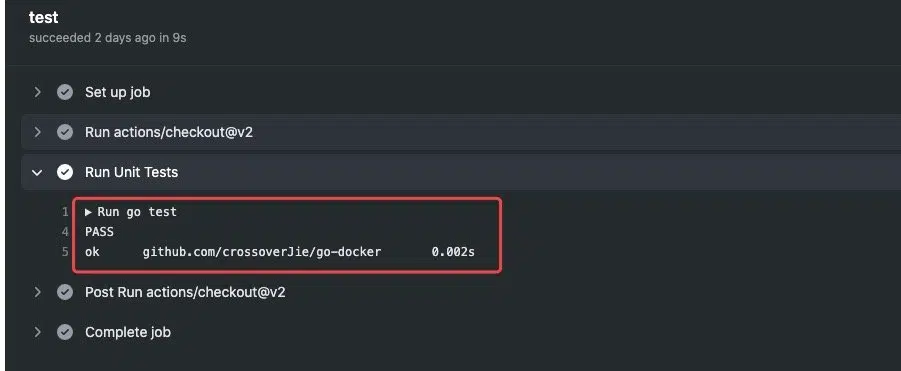 test
succeeded 2 days ago in 9s
Set up job
Run actions/checkout@v2
Run Unit Tests
1 ▶ Run go test
4 PASS
5 ok github.com/crossoverJie/go-docker 0.002s
Post Run actions/checkout@v2
Complete job